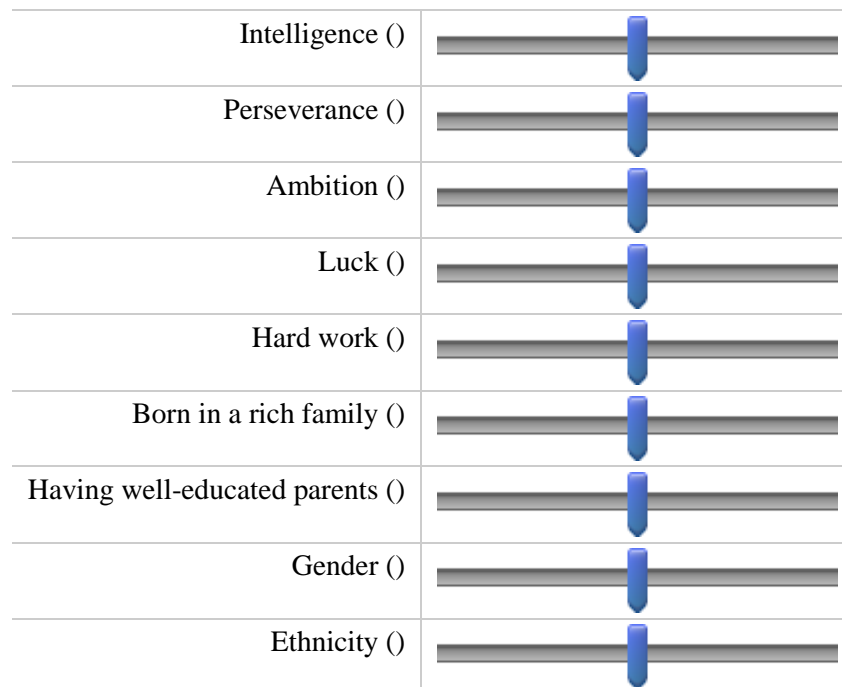 Intelligence ()
Perseverance ()
Ambition ()
Luck ()
Hard work ()
Born in a rich family ()
Having well-educated parents ()
Gender ()
Ethnicity ()